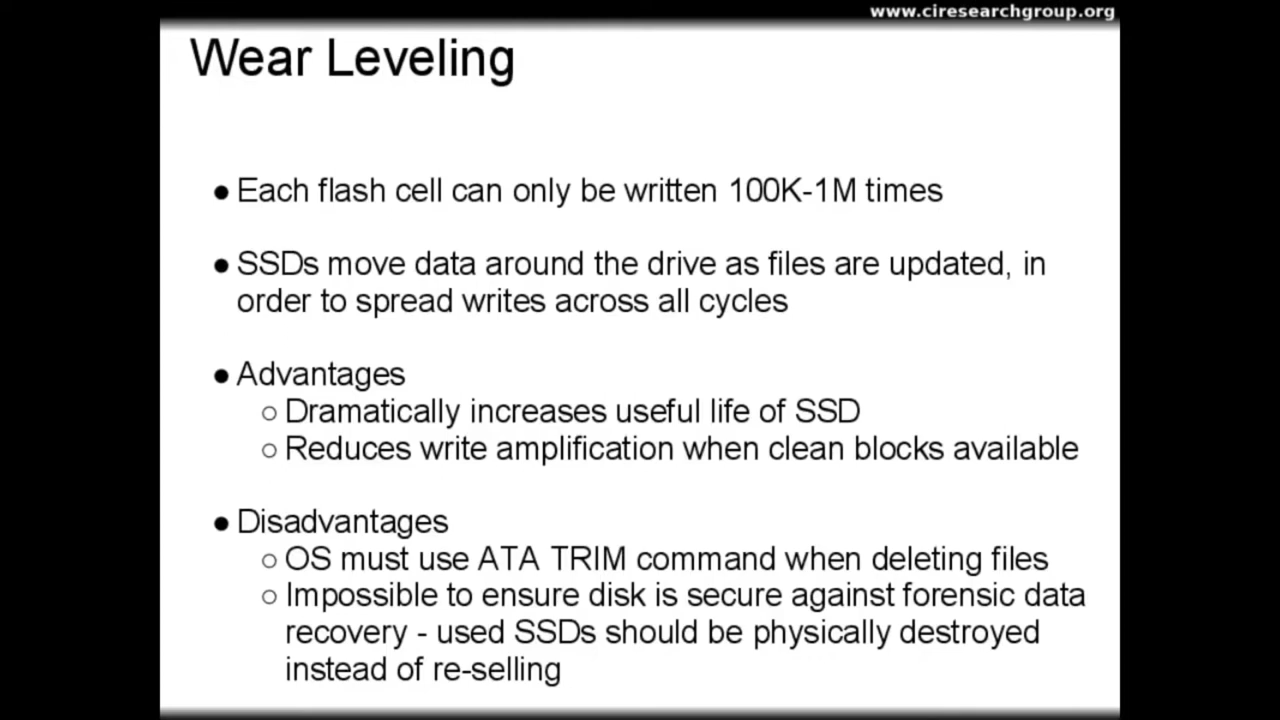 www.ciresearchgroup.org
Wear Leveling
● Each flash cell can only be written 100K-1M times
● SSDs move data around the drive as files are updated, in
order to spread writes across all cycles
● Advantages
○ Dramatically increases useful life of SSD
○ Reduces write amplification when clean blocks available
● Disadvantages
○ OS must use ATA TRIM command when deleting files
○ Impossible to ensure disk is secure against forensic data
recovery - used SSDs should be physically destroyed
instead of re-selling